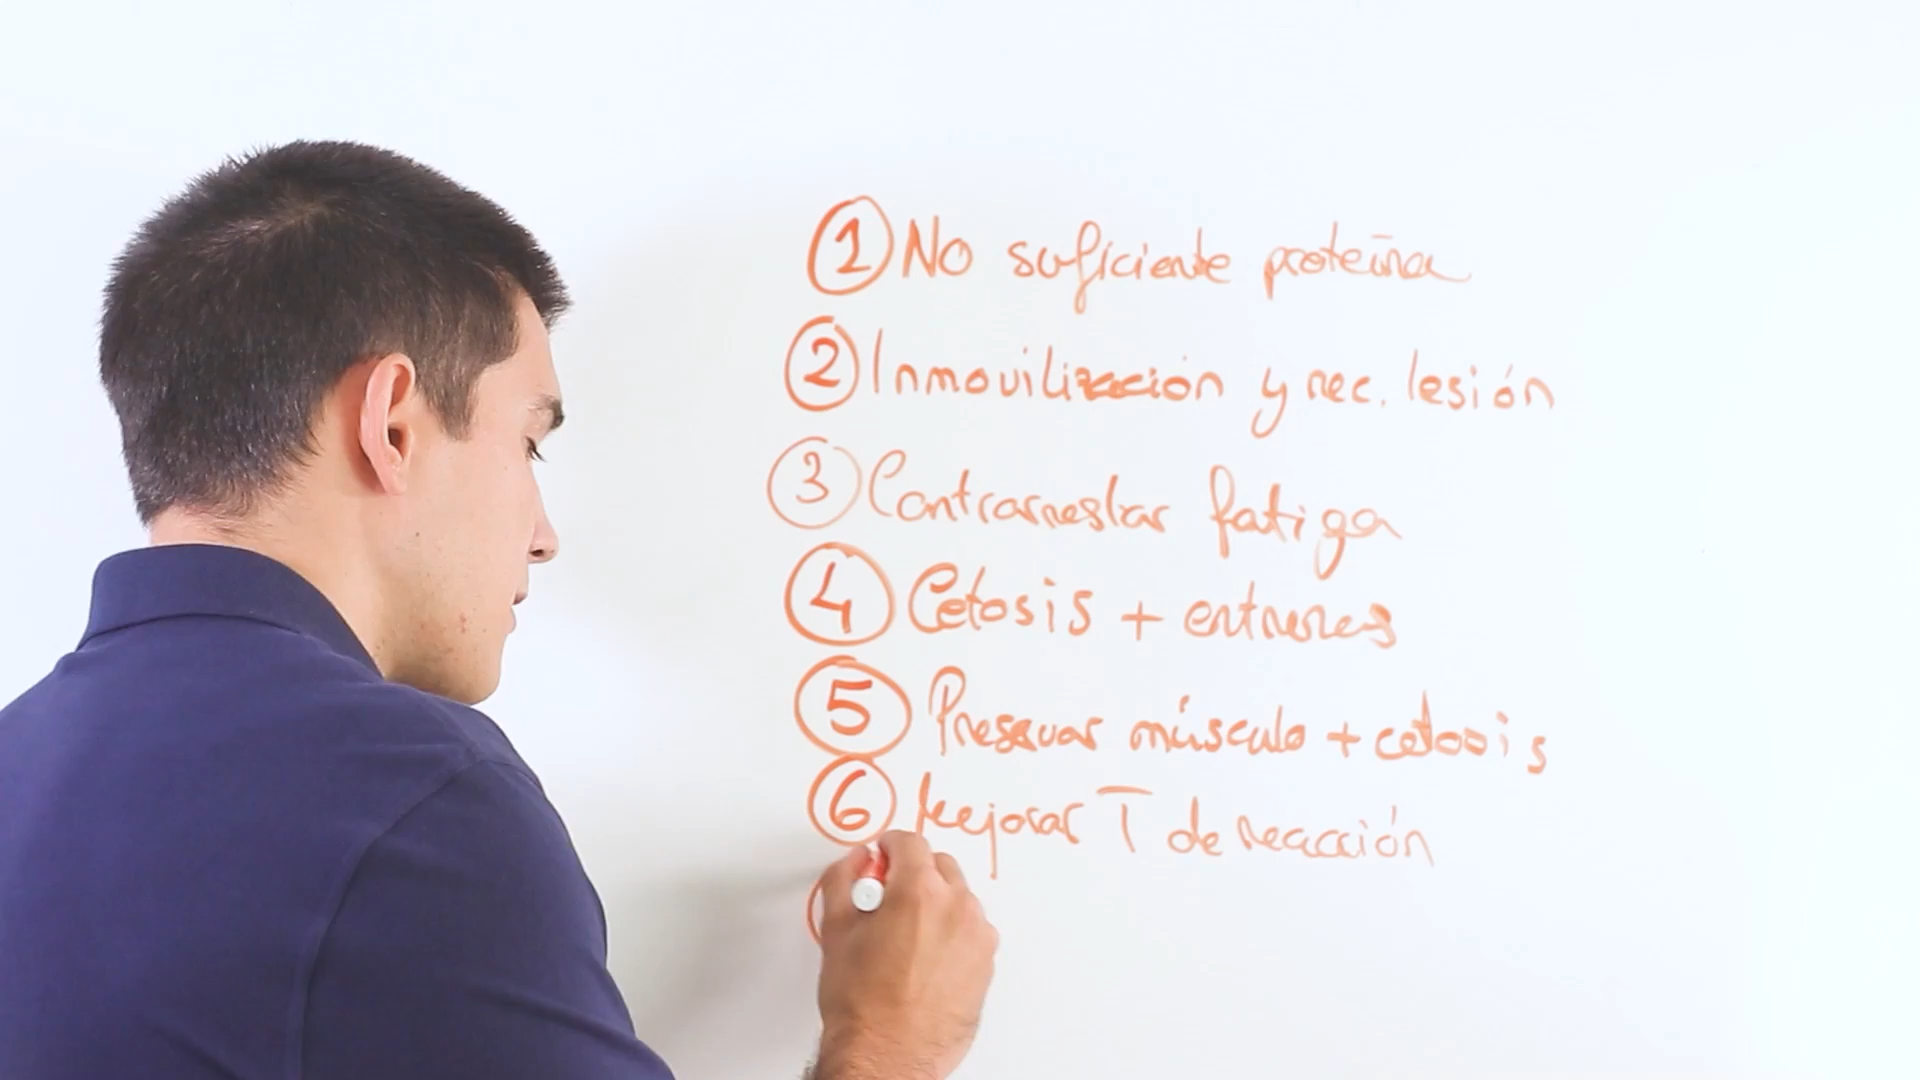 1 No suficiente proteína
2 Inmovilización y rec. lesión
3 Contrarrestar fatiga
4 Cetosis + entrenos
5 Preservar músculo + cetosis
6 Mejorar T de reacción